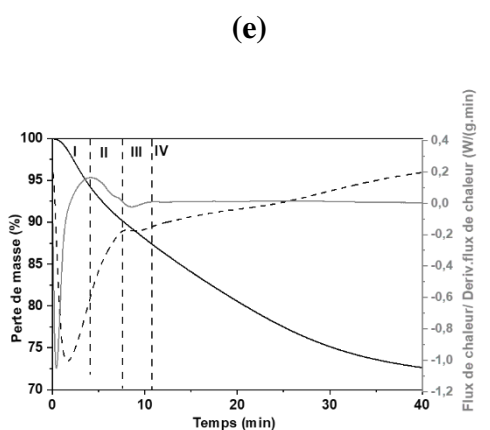 (e)
100
95
90
85
80
75
70
Perte de masse (%)
I II III IV
0,4
0,2
0,0
-0,2
-0,4
-0,6
-0,8
-1,0
-1,2
Flux de chaleur/ Deriv.flux de chaleur (W/(g.min)
0 10 20 30 40
Temps (min)